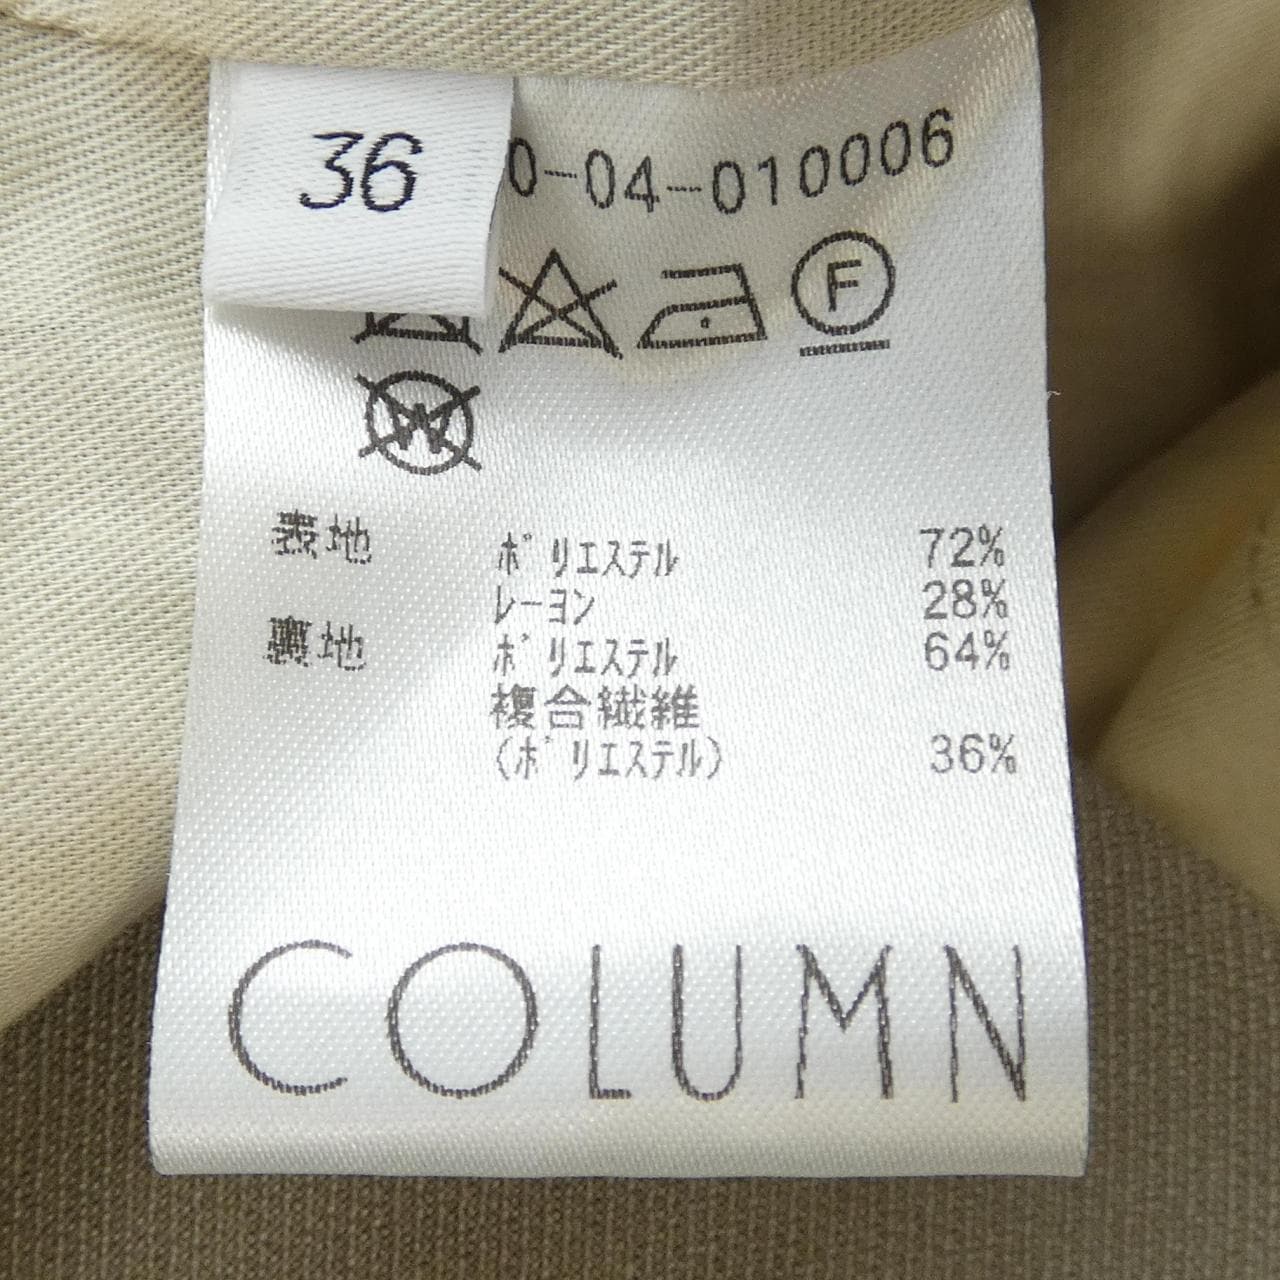 36
0-04-010006
F
W
表地 ポリエステル 72%
レーヨン 28%
裏地 ポリエステル 64%
複合繊維
(ポリエステル) 36%
COLUMN